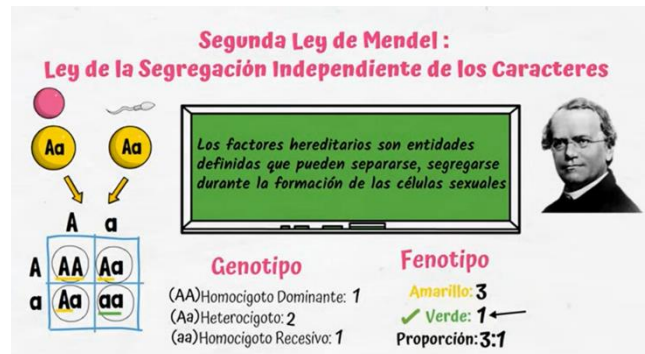 Segunda Ley de Mendel :
Ley de la Segregación Independiente de los Caracteres
Aa Aa
Los factores hereditarios son entidades
definidas que pueden separarse, segregarse
durante la formación de las células sexuales
A a
A AA Aa
a Aa aa
Genotipo
(AA)Homocigoto Dominante: 1
(Aa)Heterocigoto: 2
(aa)Homocigoto Recesivo: 1
Fenotipo
Amarillo: 3
Verde: 1
Proporción: 3:1